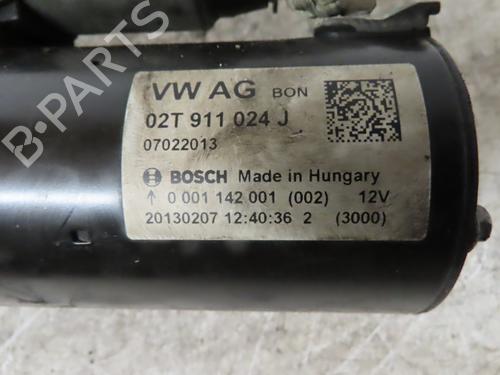 VW AG BON
02T 911 024 J
07022013
BOSCH Made in Hungary
↑ 0 001 142 001 (002) 12V
20130207 12:40:36 2 (3000)
B-PARTS